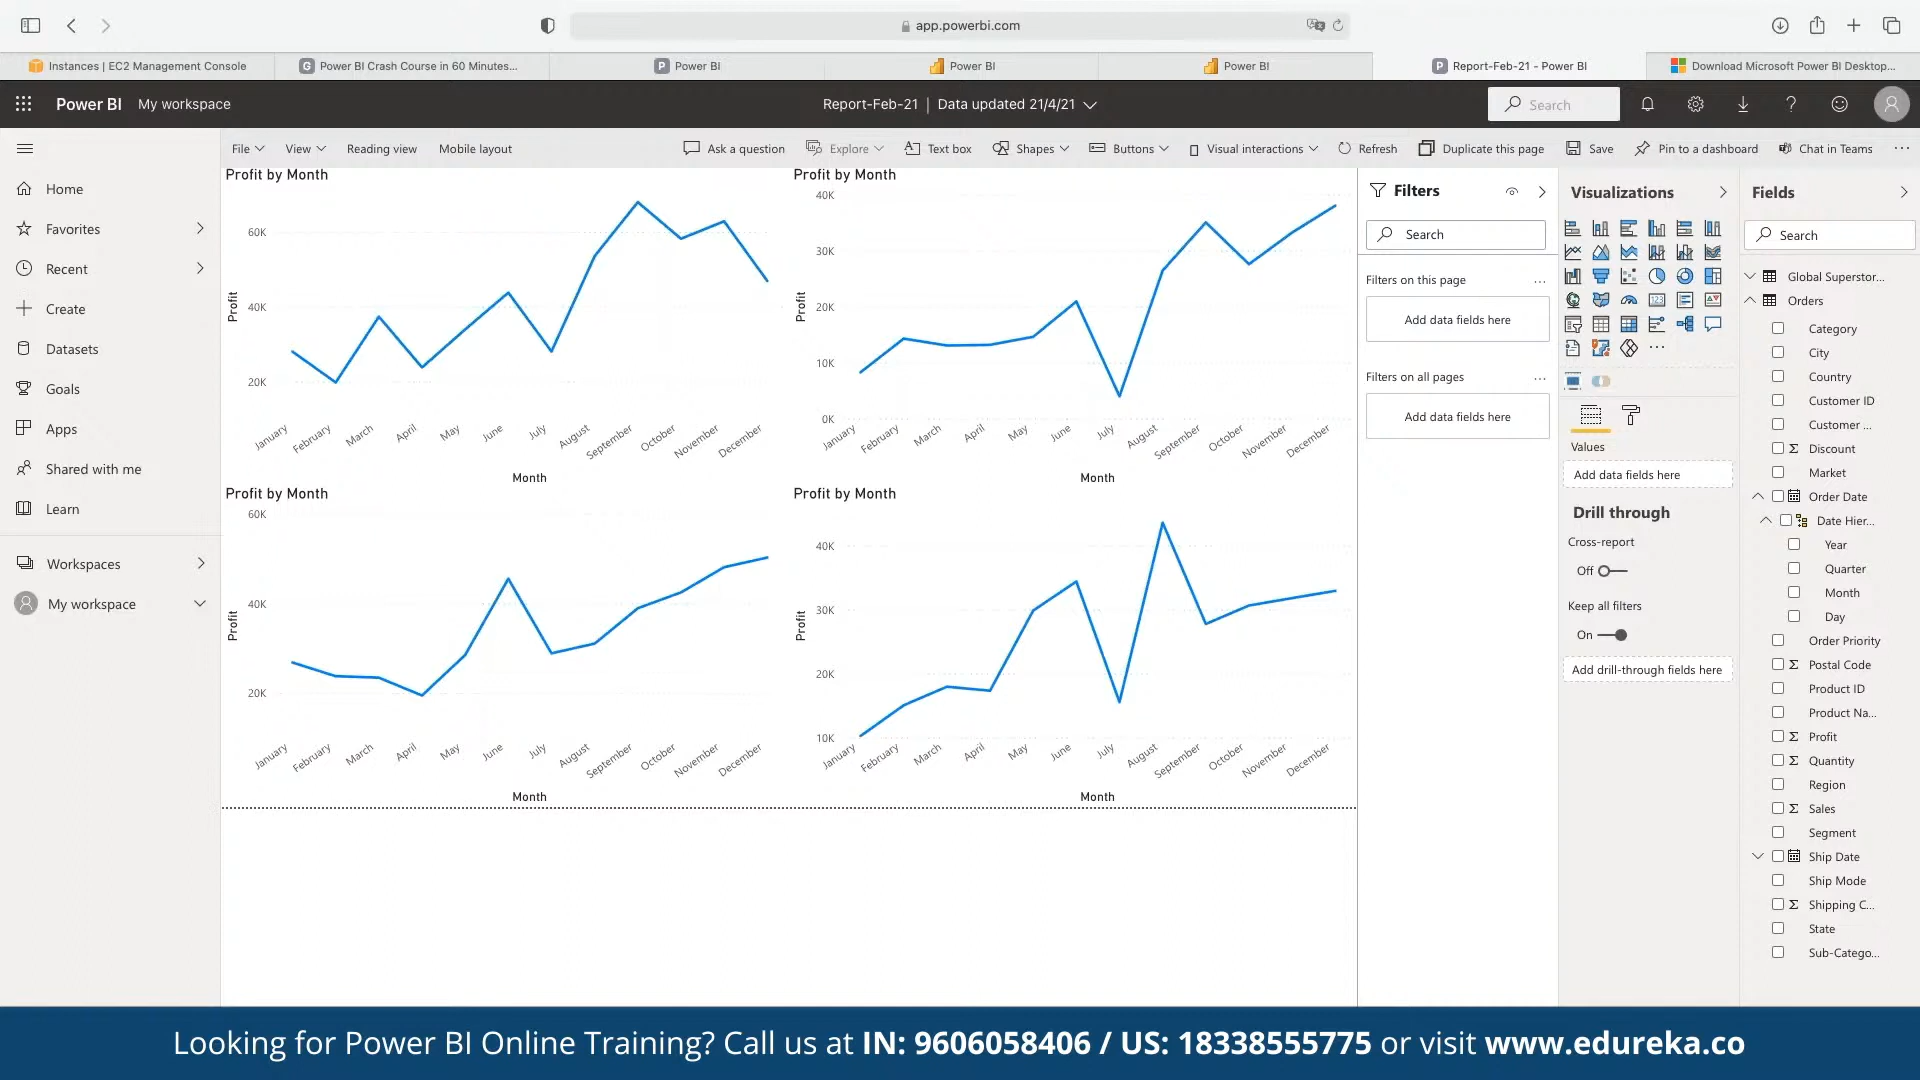 app.powerbi.com
Instances | EC2 Management Console
Power BI Crash Course in 60 Minutes...
Power BI
Power BI
Power BI
Report-Feb-21 - Power BI
Download Microsoft Power BI Desktop...
Power BI My workspace
Report-Feb-21 | Data updated 21/4/21
Search
File View Reading view Mobile layout
Ask a question Explore Text box Shapes Buttons Visual interactions Refresh Duplicate this page Save Pin to a dashboard Chat in Teams ...
Home
Favorites
Recent
Create
Datasets
Goals
Apps
Shared with me
Learn
Workspaces
My workspace
Profit by Month
60K
40K
20K
Profit
January February March April May June July August September October November December
Month
Profit by Month
40K
30K
20K
10K
0K
Profit
January February March April May June July August September October November December
Month
Profit by Month
60K
40K
20K
Profit
January February March April May June July August September October November December
Month
Profit by Month
40K
30K
20K
10K
Profit
January February March April May June July August September October November December
Month
Filters
Search
Filters on this page ...
Add data fields here
Filters on all pages ...
Add data fields here
Visualizations
123
...
Values
Add data fields here
Drill through
Cross-report
Off
Keep all filters
On
Add drill-through fields here
Fields
Search
Global Superstor...
Orders
Category
City
Country
Customer ID
Customer ...
Σ Discount
Market
Order Date
Date Hier...
Year
Quarter
Month
Day
Order Priority
Σ Postal Code
Product ID
Product Na...
Σ Profit
Σ Quantity
Region
Σ Sales
Segment
Ship Date
Ship Mode
Σ Shipping C...
State
Sub-Catego...
Looking for Power BI Online Training? Call us at IN: 9606058406 / US: 18338555775 or visit www.edureka.co